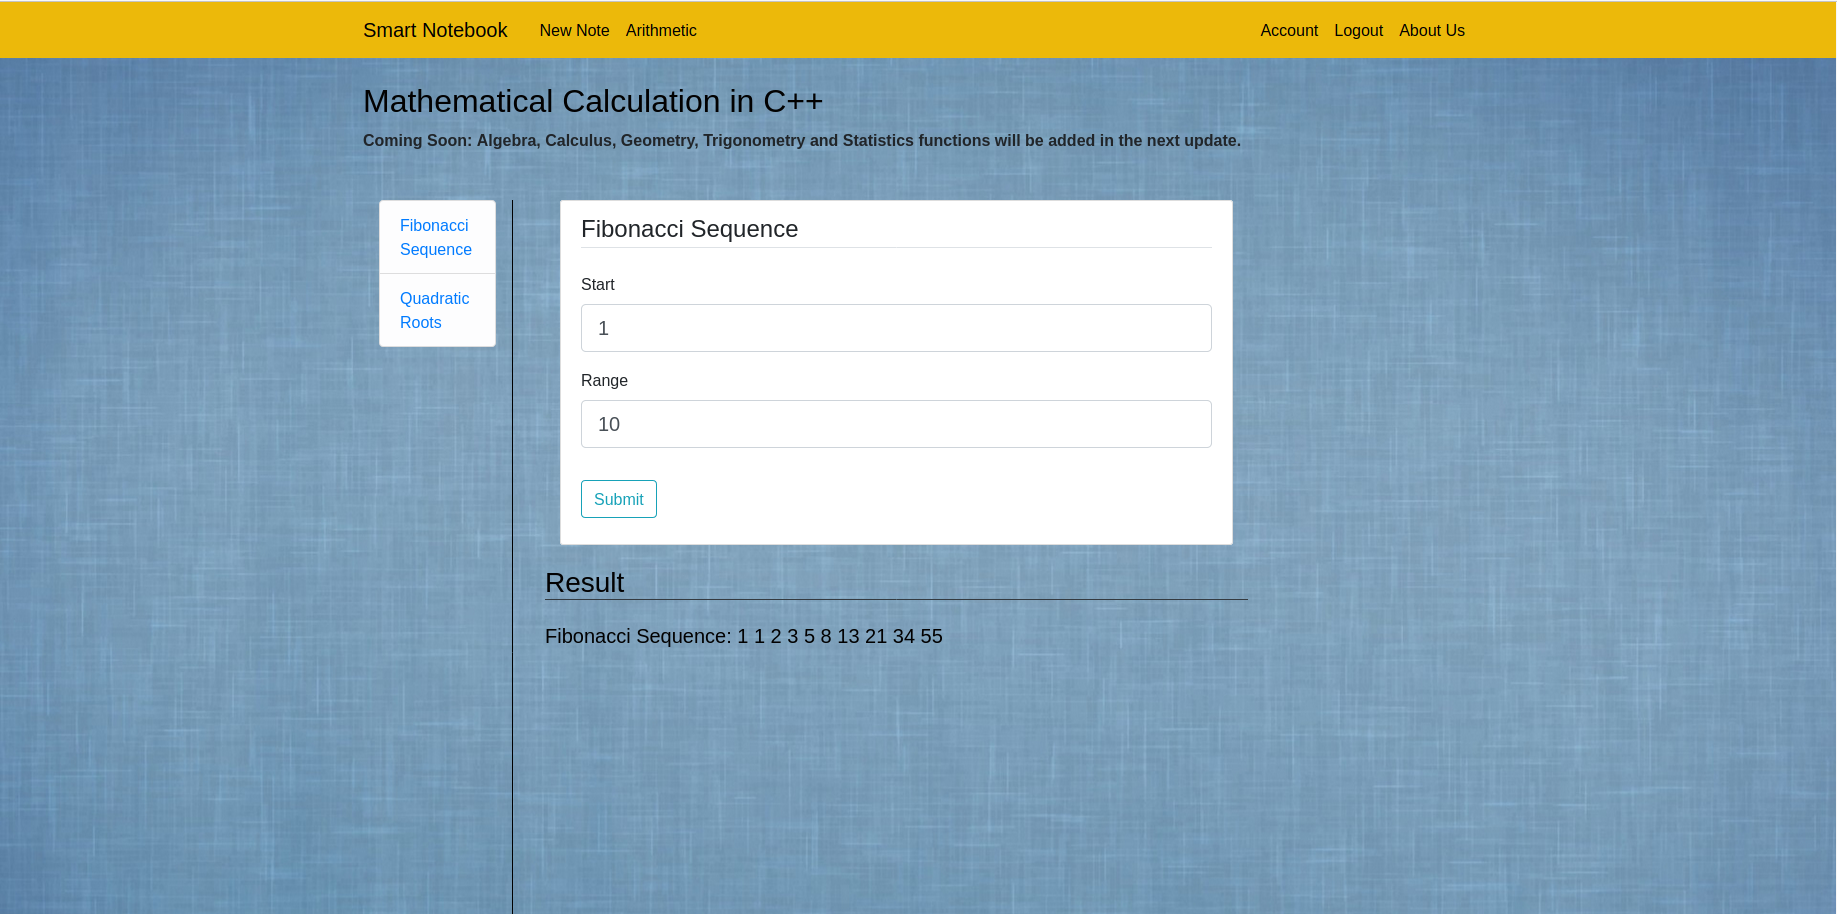 Smart Notebook New Note Arithmetic Account Logout About Us
Mathematical Calculation in C++
Coming Soon: Algebra, Calculus, Geometry, Trigonometry and Statistics functions will be added in the next update.
Fibonacci
Sequence
Quadratic
Roots
Fibonacci Sequence
Start
1
Range
10
Submit
Result
Fibonacci Sequence: 1 1 2 3 5 8 13 21 34 55